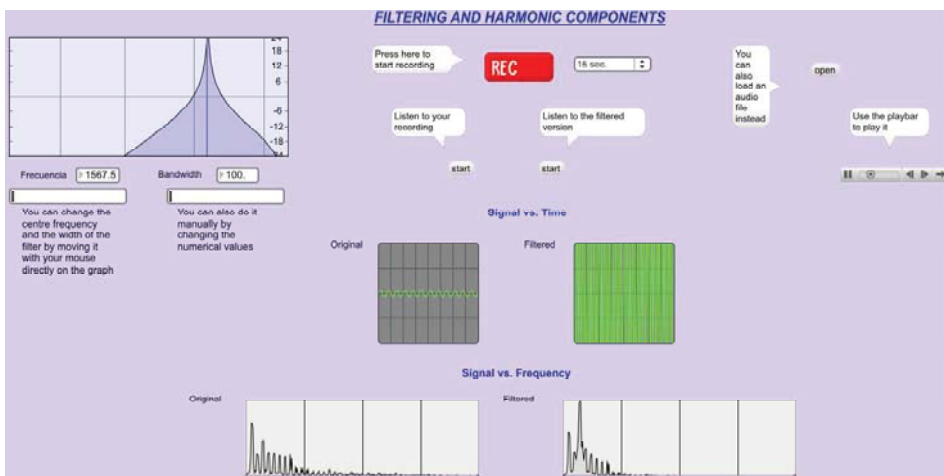 FILTERING AND HARMONIC COMPONENTS
24
18
12
6
-6
-12
-18
24
Press here to
start recording
REC
16 sec.
You
can
also
load an
audio
file
instead
open
Listen to your
recording
Listen to the filtered
version
Use the playbar
to play it
start
start
Frecuencia
1567.5
Bandwidth
100.
You can change the
centre frequency
and the width of the
filter by moving it
with your mouse
directly on the graph
You can also do it
manually by
changing the
numerical values
Signal vs. Time
Original
Filtered
Signal vs. Frequency
Original
Filtered